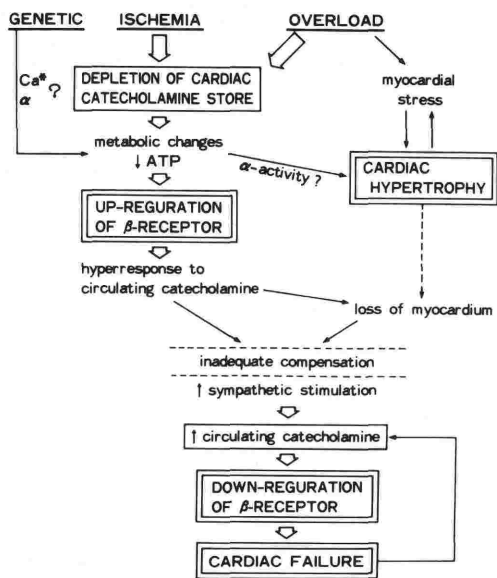 GENETIC
ISCHEMIA
OVERLOAD
Ca*
α ?
DEPLETION OF CARDIAC
CATECHOLAMINE STORE
myocardial
stress
metabolic changes
↓ ATP
α-activity ?
CARDIAC
HYPERTROPHY
UP-REGURATION
OF β-RECEPTOR
hyperresponse to
circulating catecholamine
loss of myocardium
inadequate compensation
↑ sympathetic stimulation
↑ circulating catecholamine
DOWN-REGURATION
OF β-RECEPTOR
CARDIAC FAILURE